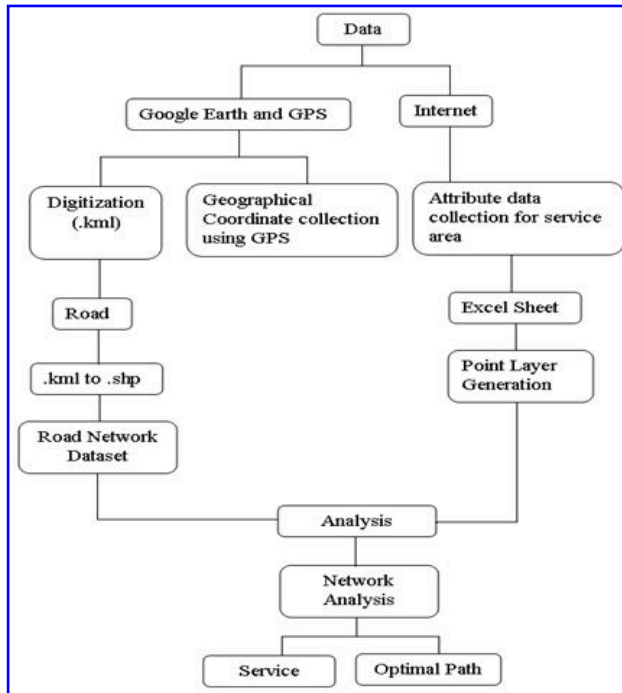 Data
Google Earth and GPS
Internet
Digitization
(.kml)
Geographical
Coordinate collection
using GPS
Attribute data
collection for service
area
Road
Excel Sheet
.kml to .shp
Point Layer
Generation
Road Network
Dataset
Analysis
Network
Analysis
Service
Optimal Path